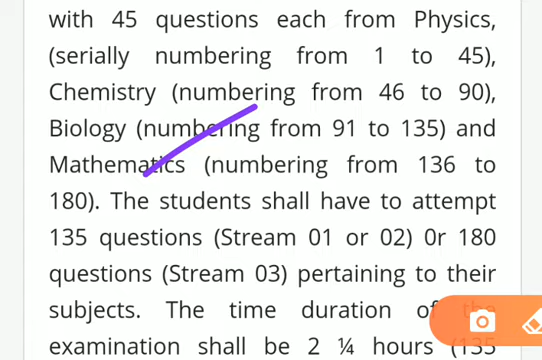 with 45 questions each from Physics,
(serially numbering from 1 to 45),
Chemistry (numbering from 46 to 90),
Biology (numbering from 91 to 135) and
Mathematics (numbering from 136 to
180). The students shall have to attempt
135 questions (Stream 01 or 02) 0r 180
questions (Stream 03) pertaining to their
subjects. The time duration of the
examination shall be 2 ¼ hours (135